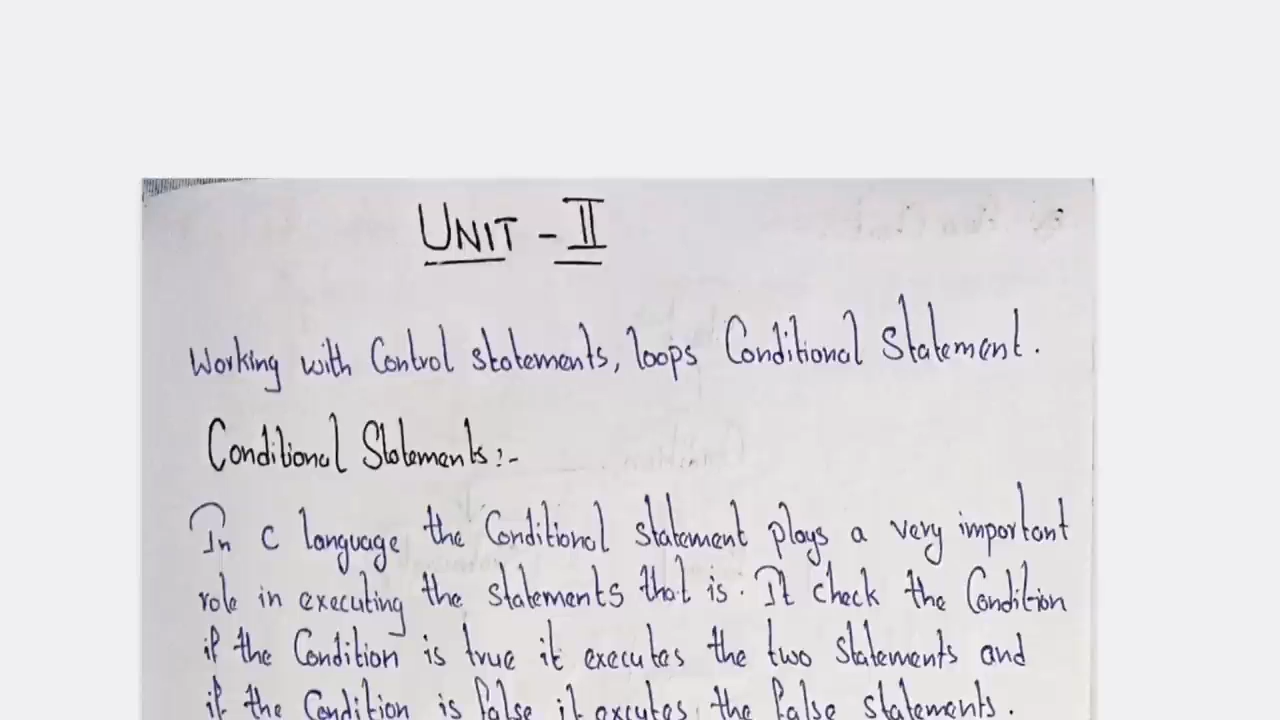 UNIT - II
Working with Control statements, loops Conditional Statement.
Conditional Statements :-
In C language the Conditional statement plays a very important
role in executing the statements that is. It check the Condition
if the Condition is true it executes the two statements and
if the Condition is false it excutes the false statements.